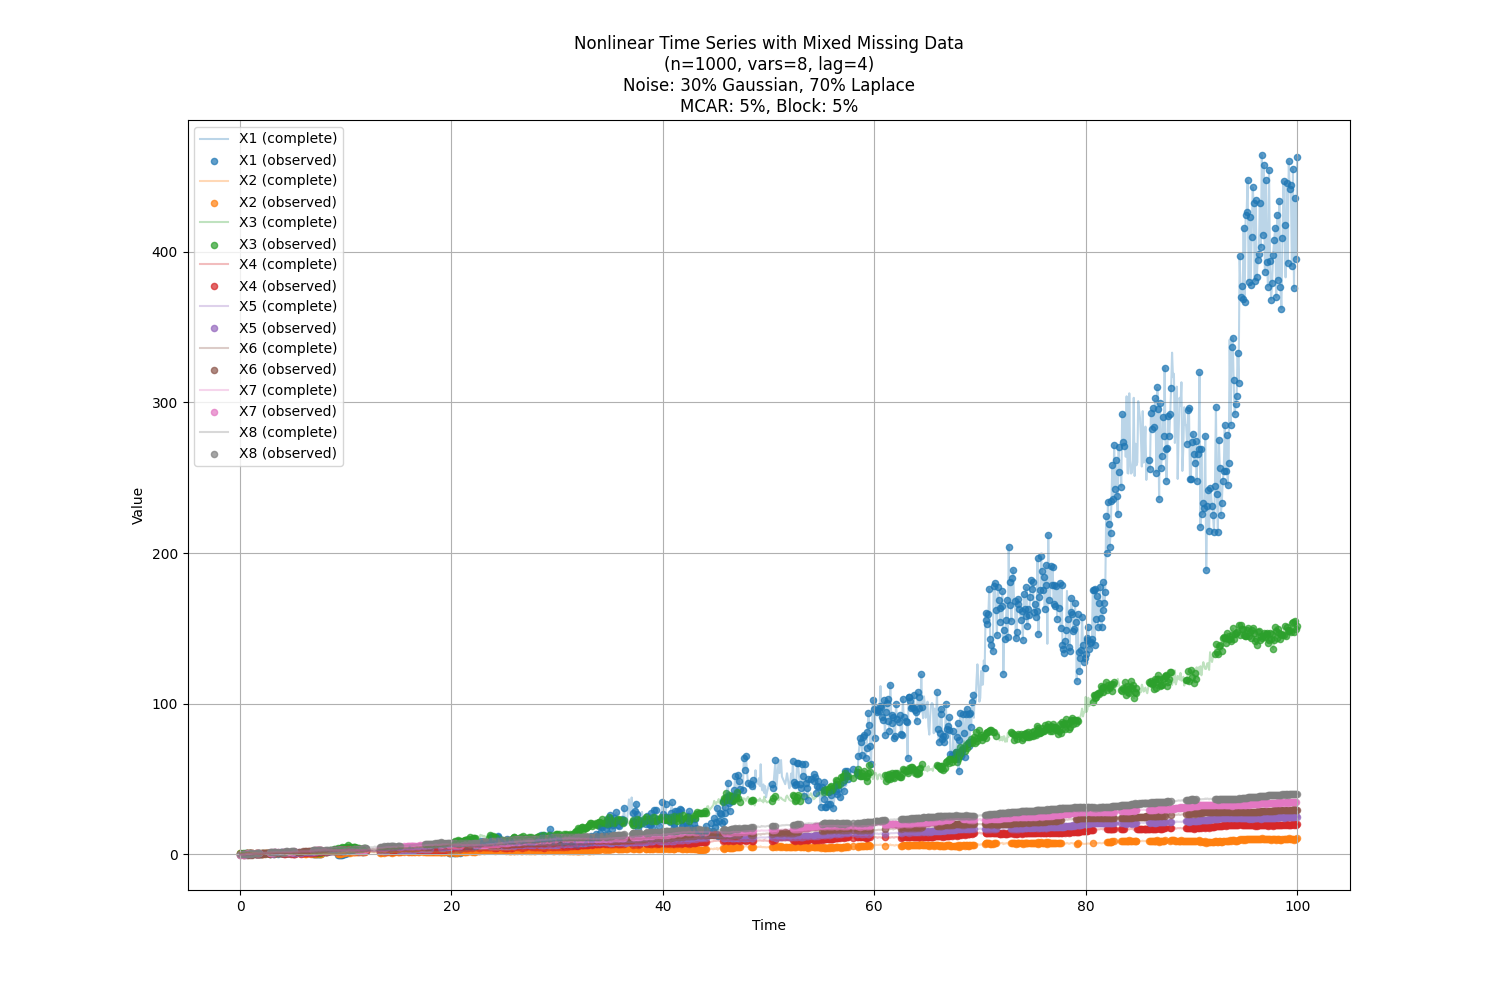 Nonlinear Time Series with Mixed Missing Data
(n=1000, vars=8, lag=4)
Noise: 30% Gaussian, 70% Laplace
MCAR: 5%, Block: 5%
X1 (complete)
X1 (observed)
X2 (complete)
X2 (observed)
X3 (complete)
X3 (observed)
X4 (complete)
X4 (observed)
X5 (complete)
X5 (observed)
X6 (complete)
X6 (observed)
X7 (complete)
X7 (observed)
X8 (complete)
X8 (observed)
400
300
200
100
0
Value
0 20 40 60 80 100
Time